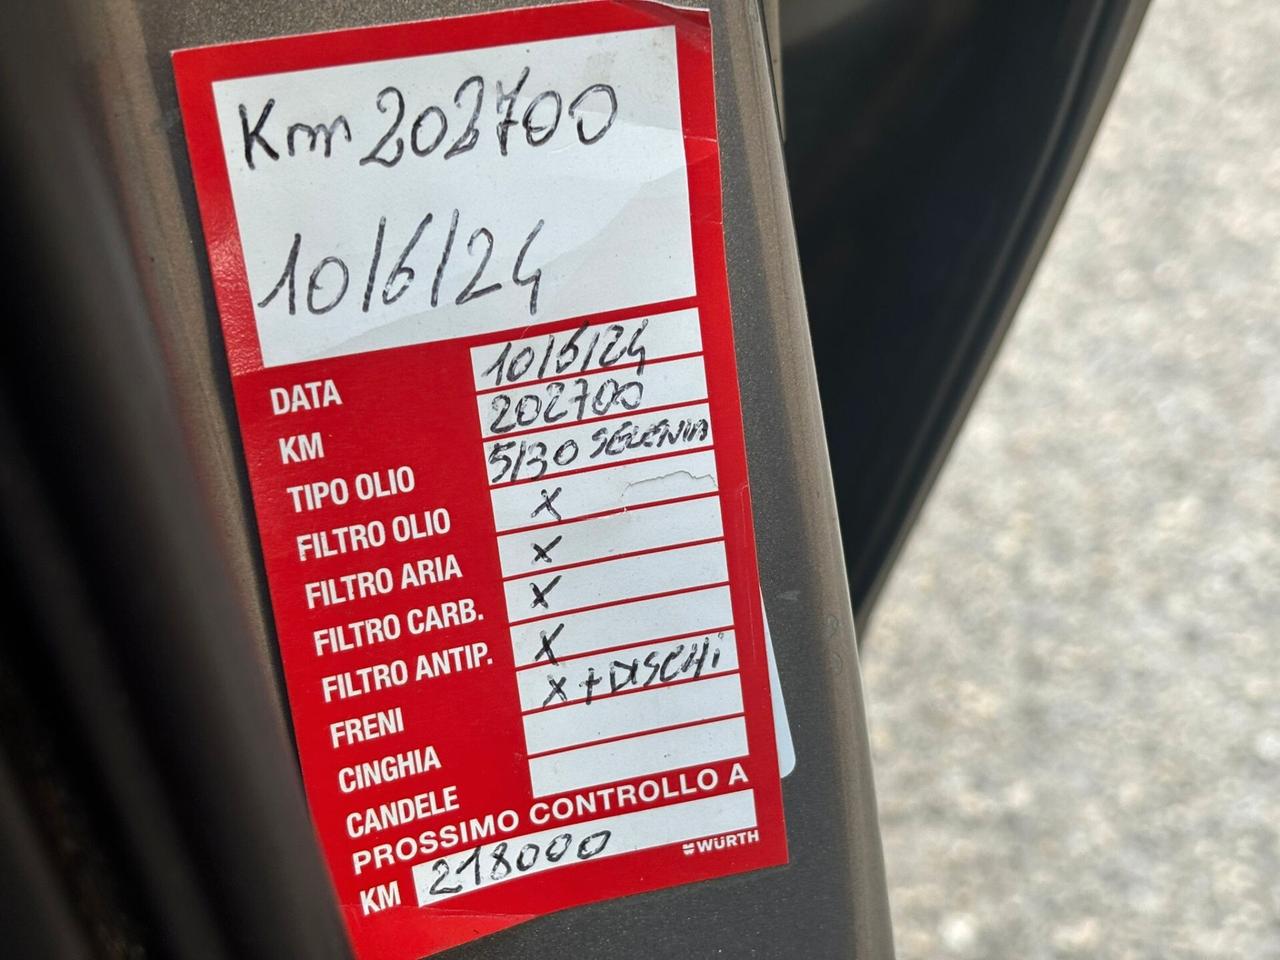 Km 202700
10/6/24
DATA 10/6/24
KM 202700
TIPO OLIO 5/30 SELENIA
FILTRO OLIO X
FILTRO ARIA X
FILTRO CARB. X
FILTRO ANTIP. X
FRENI X + DISCHI
CINGHIA
CANDELE
PROSSIMO CONTROLLO A
KM 218000
WÜRTH